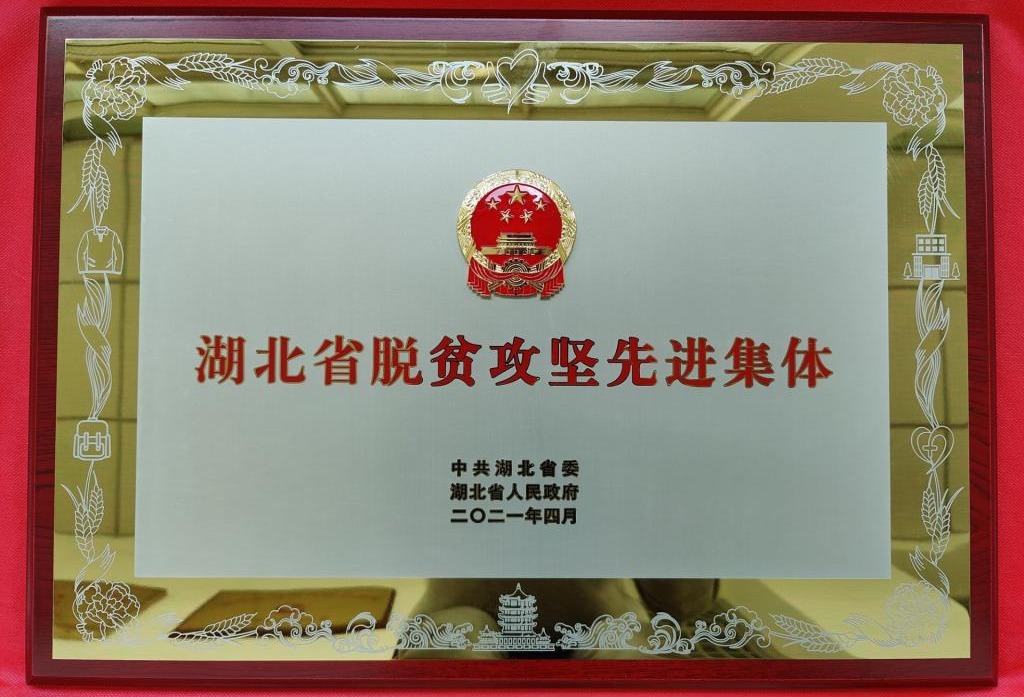 湖北省脱贫攻坚先进集体
中共湖北省委
湖北省人民政府
二〇二一年四月